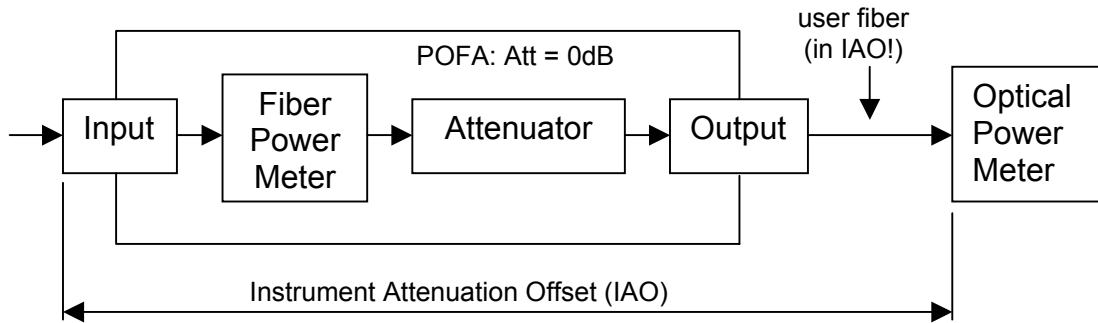 user fiber
(in IAO!)
POFA: Att = 0dB
Input
Fiber
Power
Meter
Attenuator
Output
Optical
Power
Meter
Instrument Attenuation Offset (IAO)